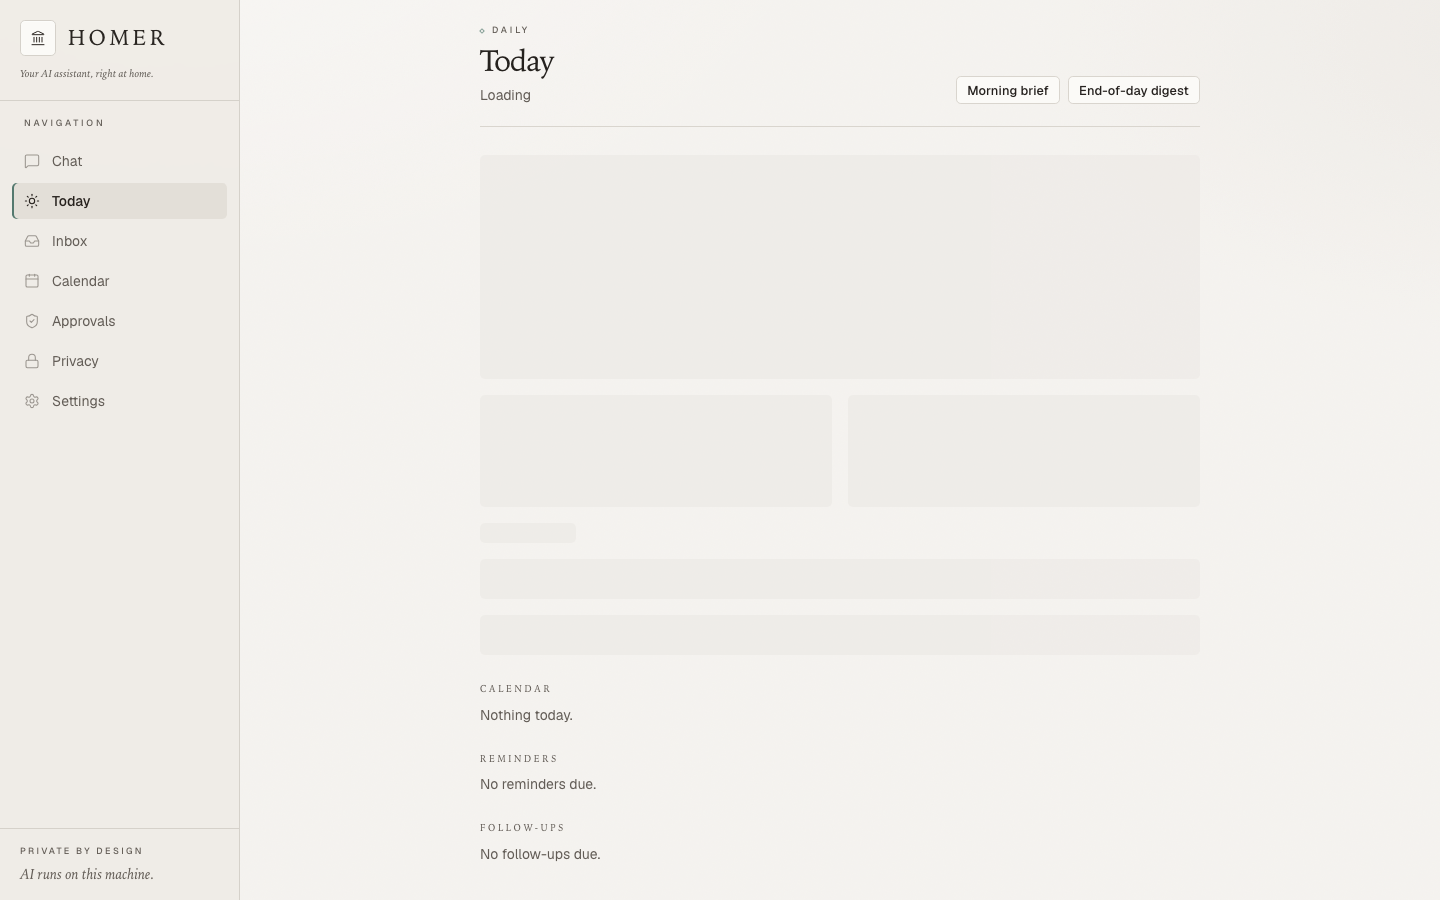 HOMER
Your AI assistant, right at home.
NAVIGATION
Chat
Today
Inbox
Calendar
Approvals
Privacy
Settings
PRIVATE BY DESIGN
AI runs on this machine.
DAILY
Today
Loading
Morning brief
End-of-day digest
CALENDAR
Nothing today.
REMINDERS
No reminders due.
FOLLOW-UPS
No follow-ups due.